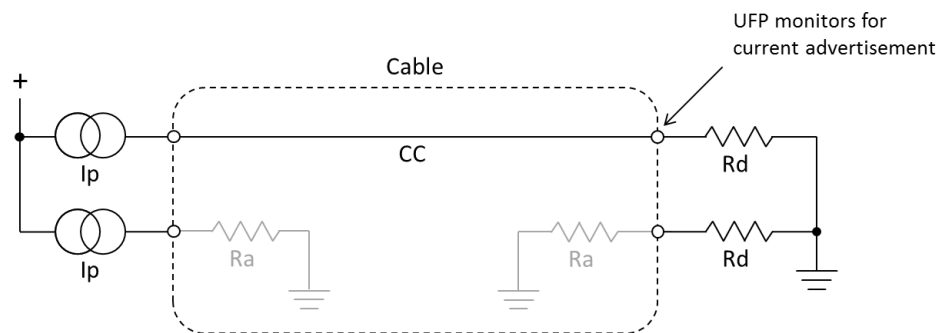 UFP monitors for
current advertisement
Cable
+
CC
Ip
Rd
Ip
Ra
Ra
Rd